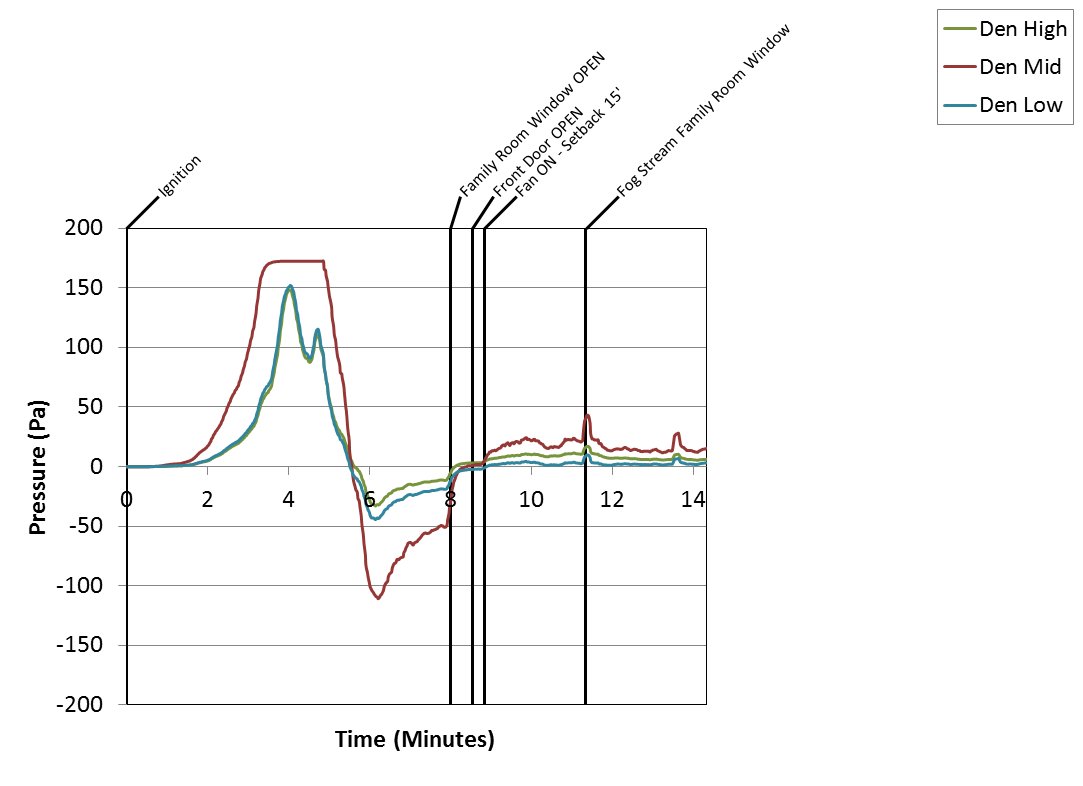 Den High
Den Mid
Den Low
Ignition
Family Room Window OPEN
Front Door OPEN
Fan ON - Setback 15'
Fog Stream Family Room Window
200
150
100
50
0
-50
-100
-150
-200
0 2 4 6 8 10 12 14
Pressure (Pa)
Time (Minutes)